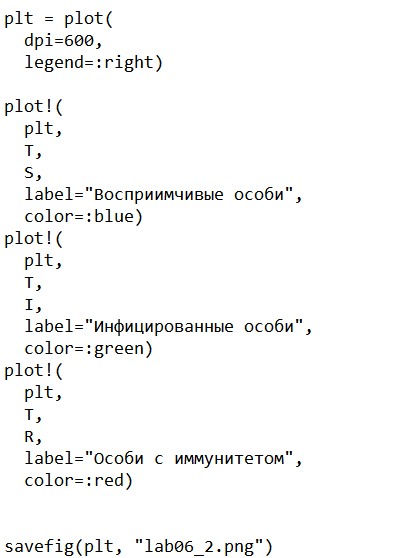 plt = plot(
  dpi=600,
  legend=:right)

plot!(
  plt,
  T,
  S,
  label="Восприимчивые особи",
  color=:blue)
plot!(
  plt,
  T,
  I,
  label="Инфицированные особи",
  color=:green)
plot!(
  plt,
  T,
  R,
  label="Особи с иммунитетом",
  color=:red)


savefig(plt, "lab06_2.png")